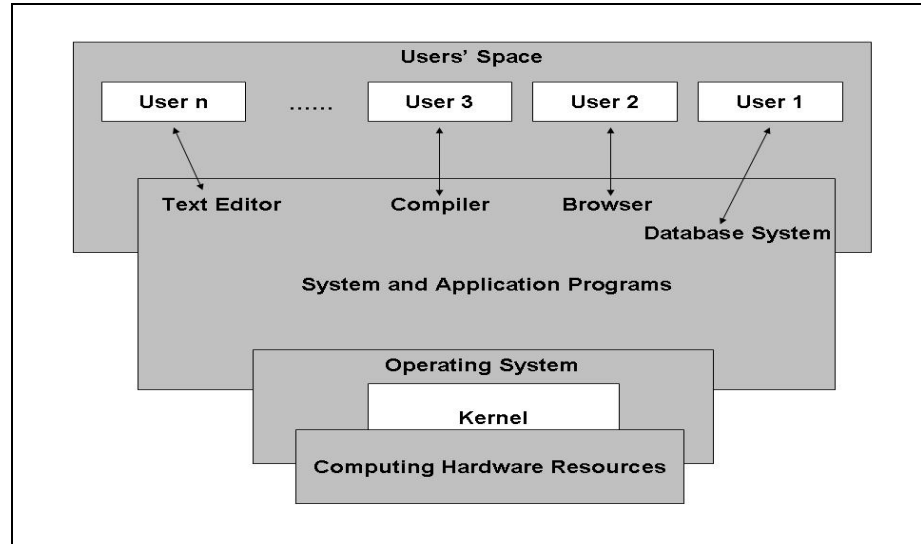 Users' Space
User n ...... User 3 User 2 User 1
Text Editor Compiler Browser
Database System
System and Application Programs
Operating System
Kernel
Computing Hardware Resources